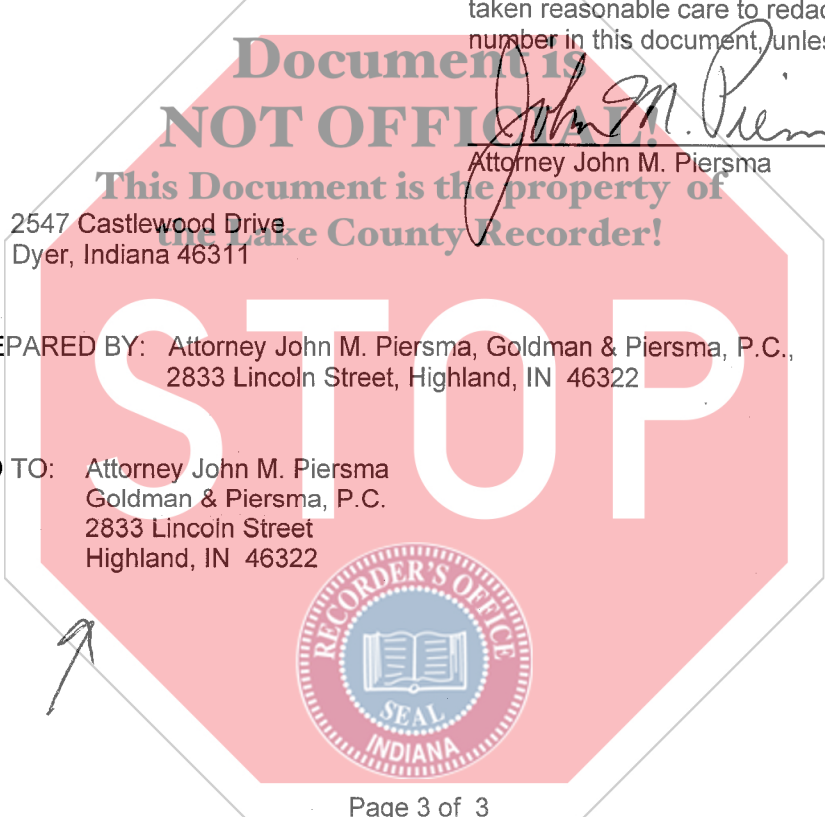 taken reasonable care to redac
number in this document, unles
Document is
NOT OFFICIAL!
John M. Piers
Attorney John M. Piersma
This Document is the property of
the Lake County Recorder!
2547 Castlewood Drive
Dyer, Indiana 46311
STOP
EPARED BY: Attorney John M. Piersma, Goldman & Piersma, P.C.,
2833 Lincoln Street, Highland, IN 46322
TO: Attorney John M. Piersma
Goldman & Piersma, P.C.
2833 Lincoln Street
Highland, IN 46322
RECORDER'S OFFICE
SEAL
INDIANA
Page 3 of 3